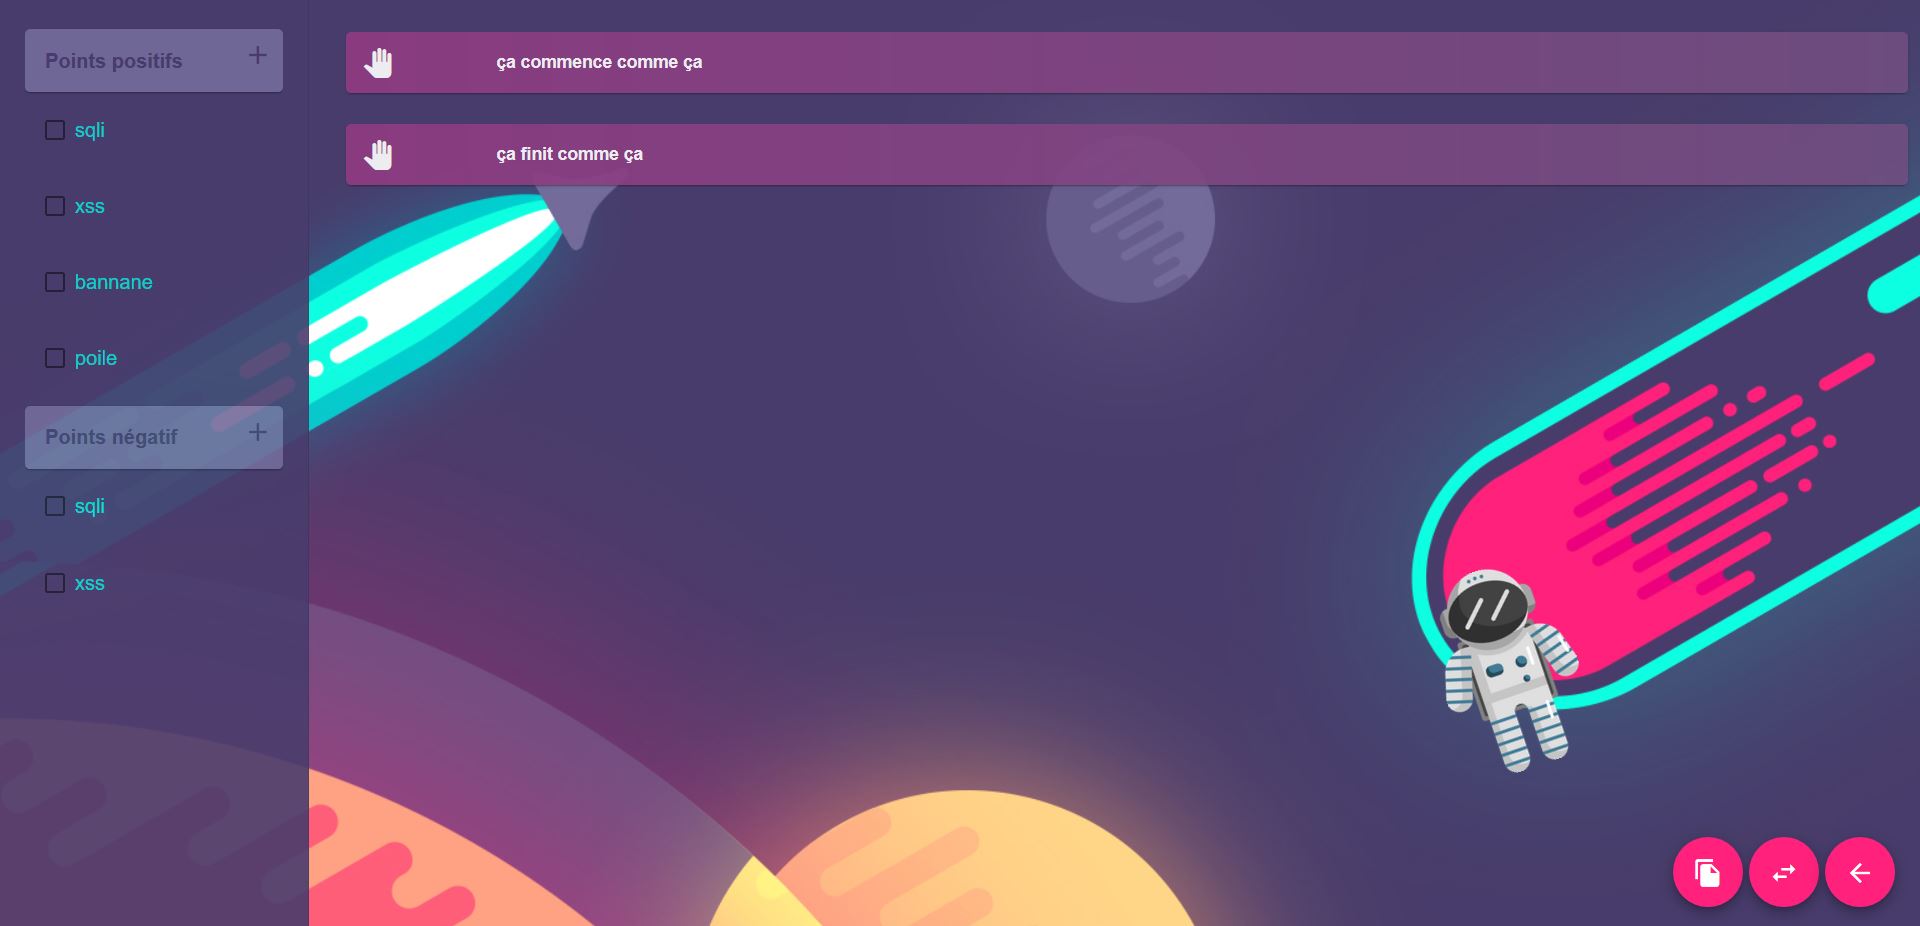 Points positifs
sqli
xss
bannane
poile
Points négatif
sqli
xss
ça commence comme ça
ça finit comme ça